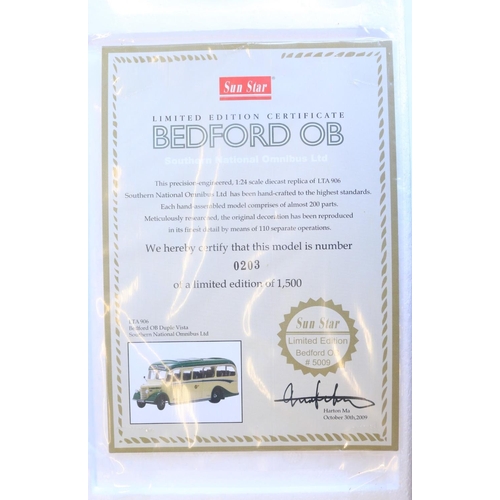 Sun Star
LIMITED EDITION CERTIFICATE
BEDFORD OB
Southern National Omnibus Ltd
This precision-engineered, 1:24 scale diecast replica of LTA 906
Southern National Omnibus Ltd has been hand-crafted to the highest standards.
Each hand-assembled model comprises of almost 200 parts.
Meticulously researched, the original decoration has been reproduced
in its finest detail by means of 110 separate operations.
We hereby certify that this model is number
0203
of a limited edition of 1,500
LTA 906
Bedford OB Duple Vista
Southern National Omnibus Ltd
Sun Star
Limited Edition
Bedford OB
# 5009
Harton Ma
October 30th,2009